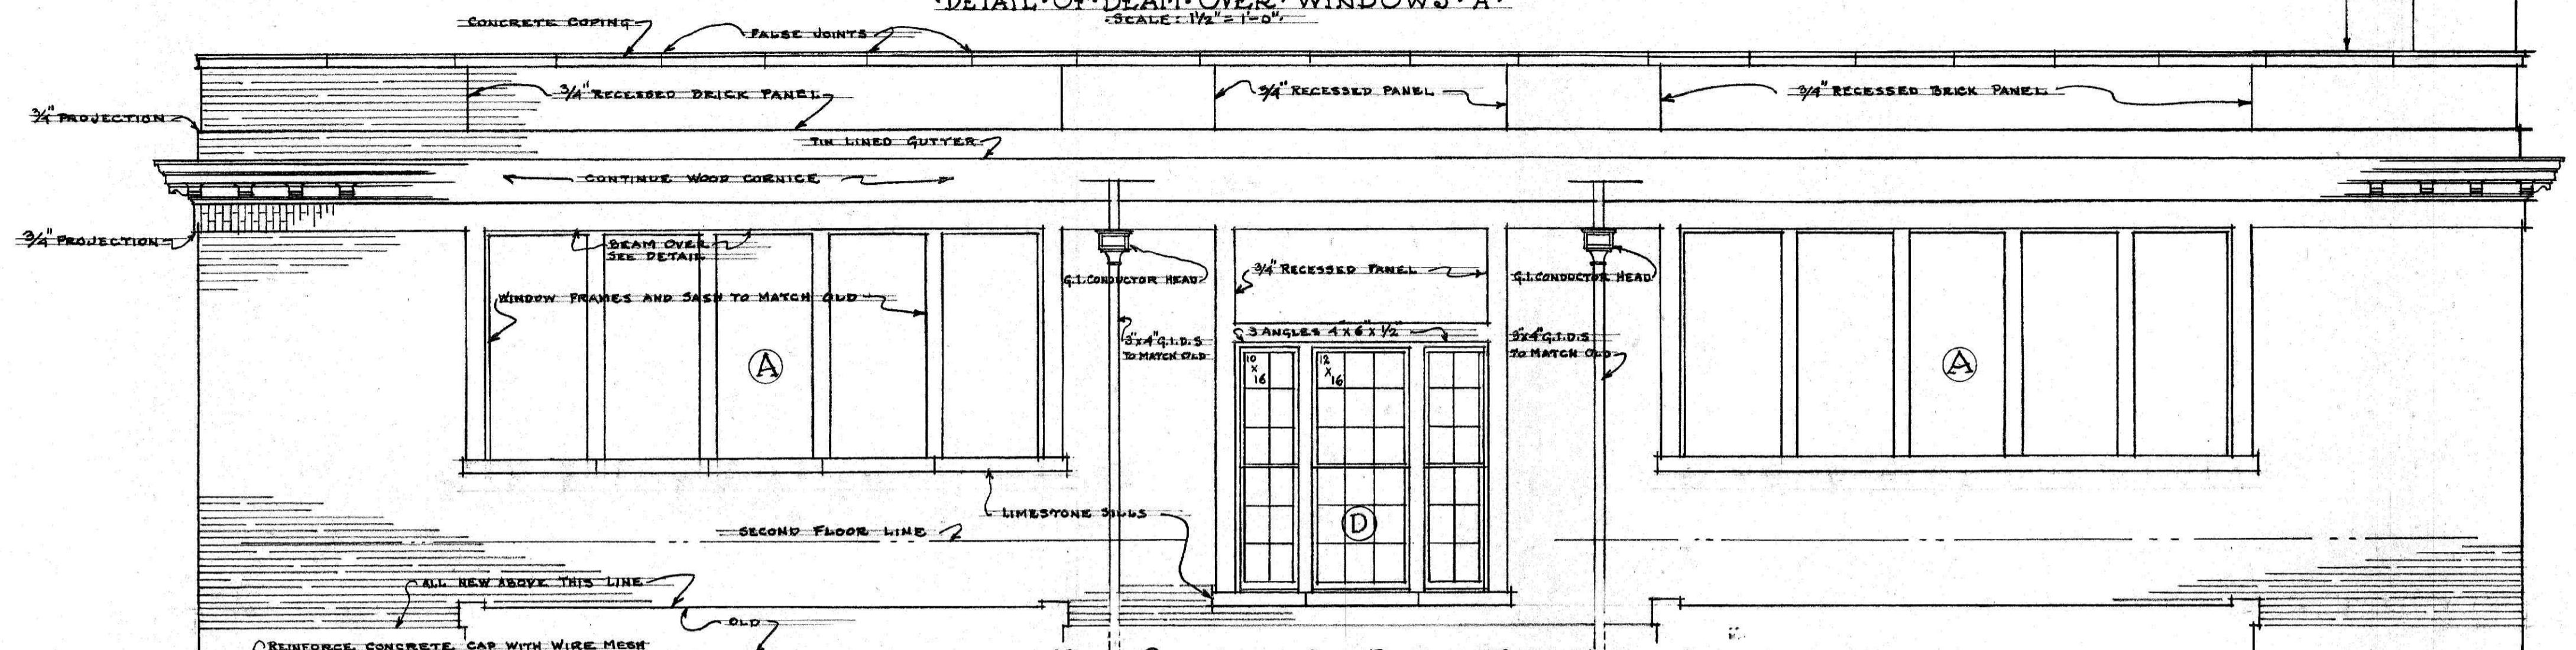 ·DETAIL·OF·BEAM·OVER·WINDOWS·A·
·SCALE: 1½" = 1'-0"·
CONCRETE COPING
FALSE JOINTS
3/4" RECESSED BRICK PANEL
3/4" RECESSED PANEL
3/4" RECESSED BRICK PANEL
3/4" PROJECTION
TIN LINED GUTTER
CONTINUE WOOD CORNICE
3/4" PROJECTION
BEAM OVER
SEE DETAIL
G.I. CONDUCTOR HEAD
3/4" RECESSED PANEL
G.I. CONDUCTOR HEAD
WINDOW FRAMES AND SASH TO MATCH OLD
3"x4" G.I.D.S
TO MATCH OLD
3 ANGLES 4"x6"x1/2"
3"x4" G.I.D.S
TO MATCH OLD
10
x
16
12
x
16
A
A
LIMESTONE SILLS
D
SECOND FLOOR LINE
ALL NEW ABOVE THIS LINE
OLD
REINFORCE CONCRETE CAP WITH WIRE MESH